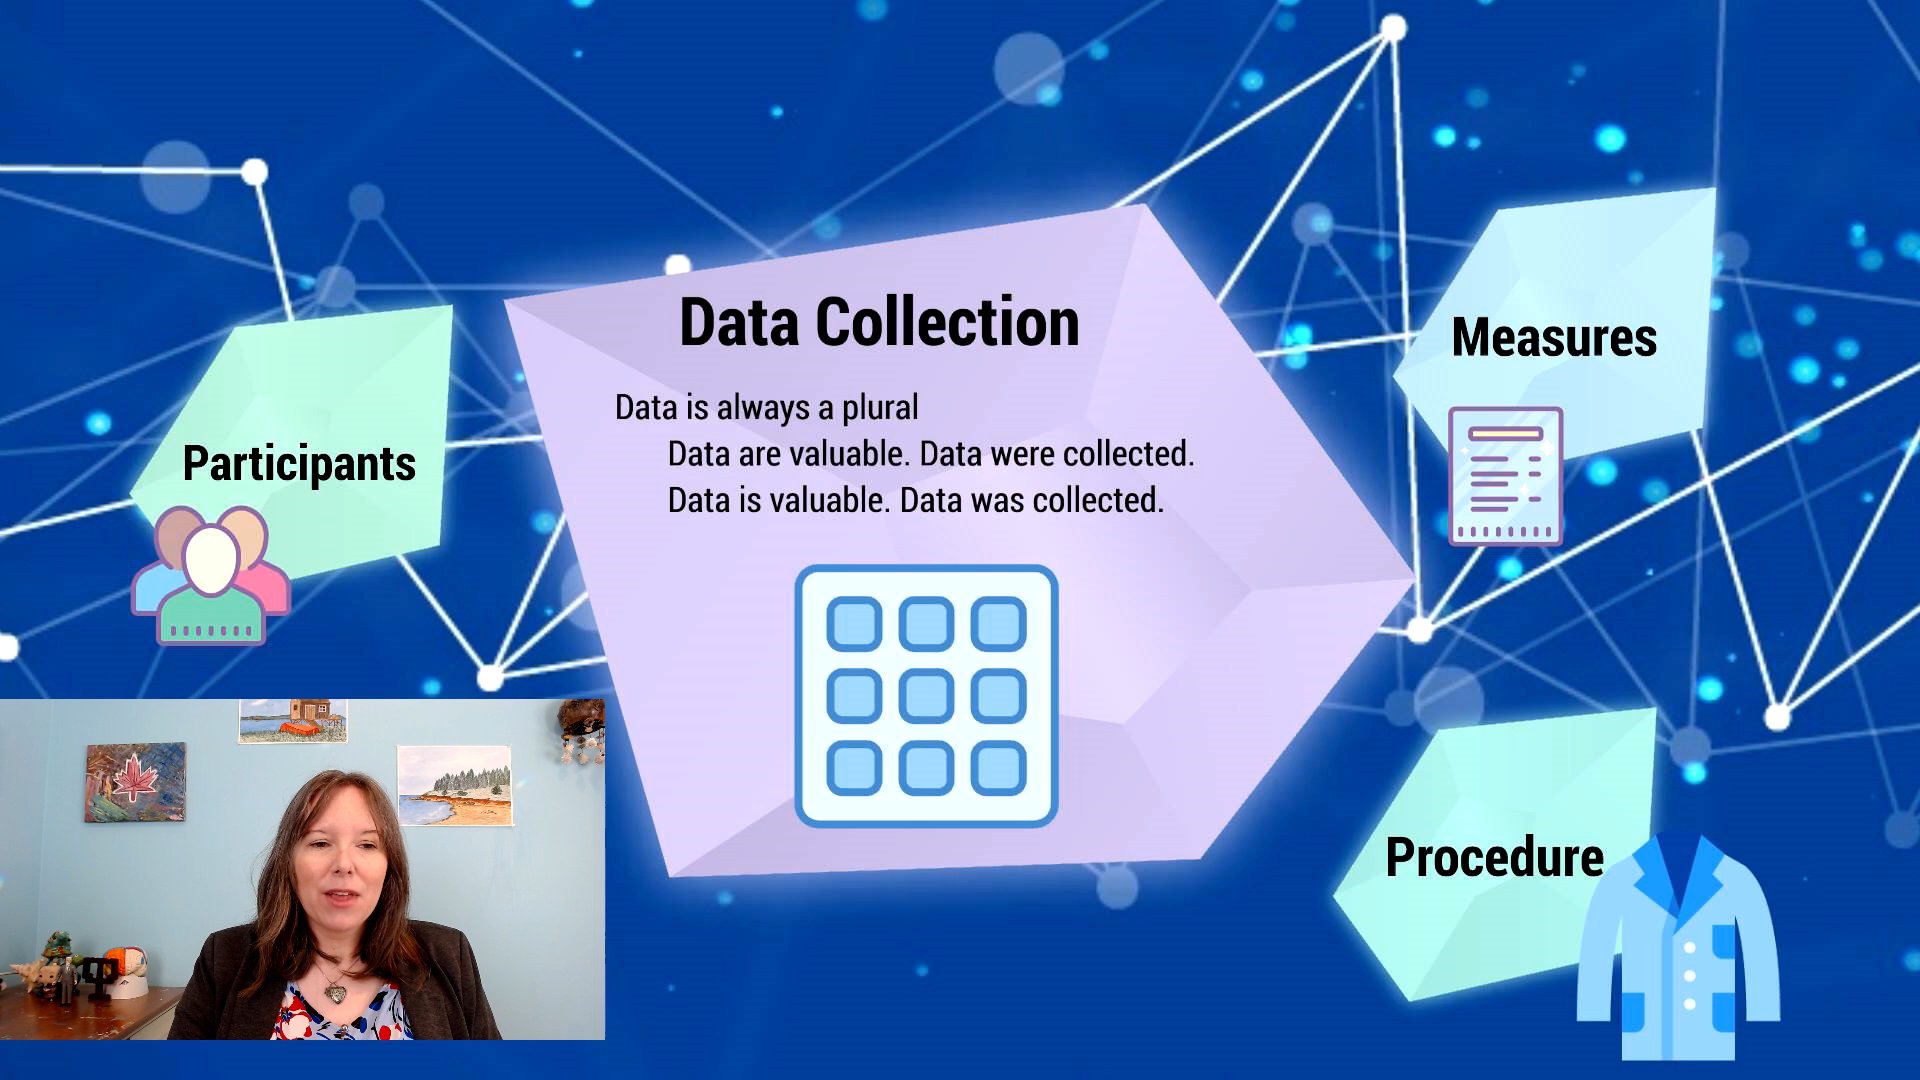 Data Collection
Data is always a plural
Data are valuable. Data were collected.
Data is valuable. Data was collected.
Participants
Measures
Procedure